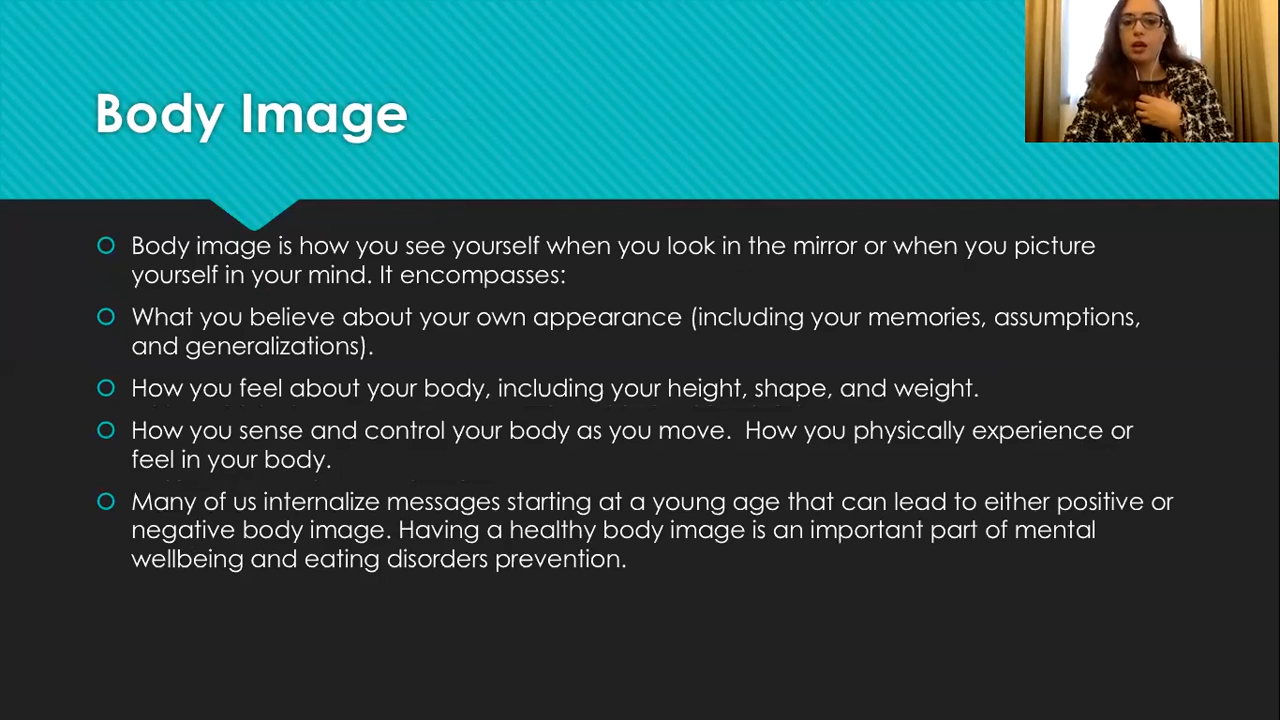 Body Image
Body image is how you see yourself when you look in the mirror or when you picture
yourself in your mind. It encompasses:
What you believe about your own appearance (including your memories, assumptions,
and generalizations).
How you feel about your body, including your height, shape, and weight.
How you sense and control your body as you move.  How you physically experience or
feel in your body.
Many of us internalize messages starting at a young age that can lead to either positive or
negative body image. Having a healthy body image is an important part of mental
wellbeing and eating disorders prevention.